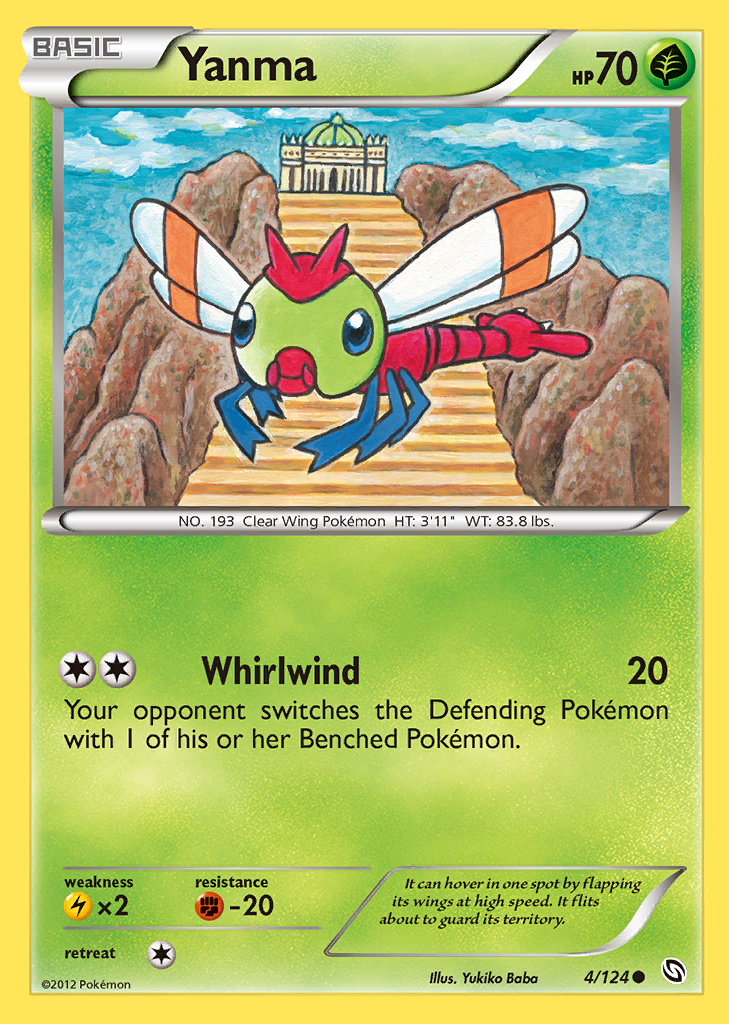 BASIC
Yanma
HP 70
NO. 193 Clear Wing Pokémon HT: 3'11" WT: 83.8 lbs.
Whirlwind 20
Your opponent switches the Defending Pokémon
with 1 of his or her Benched Pokémon.
weakness resistance
×2 -20
It can hover in one spot by flapping
its wings at high speed. It flits
about to guard its territory.
retreat
©2012 Pokémon Illus. Yukiko Baba 4/124